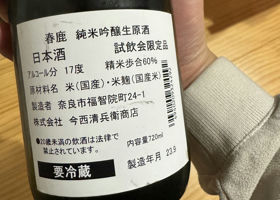 春鹿 純米吟醸生原酒
日本酒 試飲会限定品
アルコール分 17度 精米歩合60%
原材料名 米(国産)・米麹(国産米)
製造者 奈良市福智院町24-1
株式会社 今西清兵衛商店
●20歳未満の飲酒は法律で
禁止されています。
内容量720ml
要冷蔵
製造年月 23.9